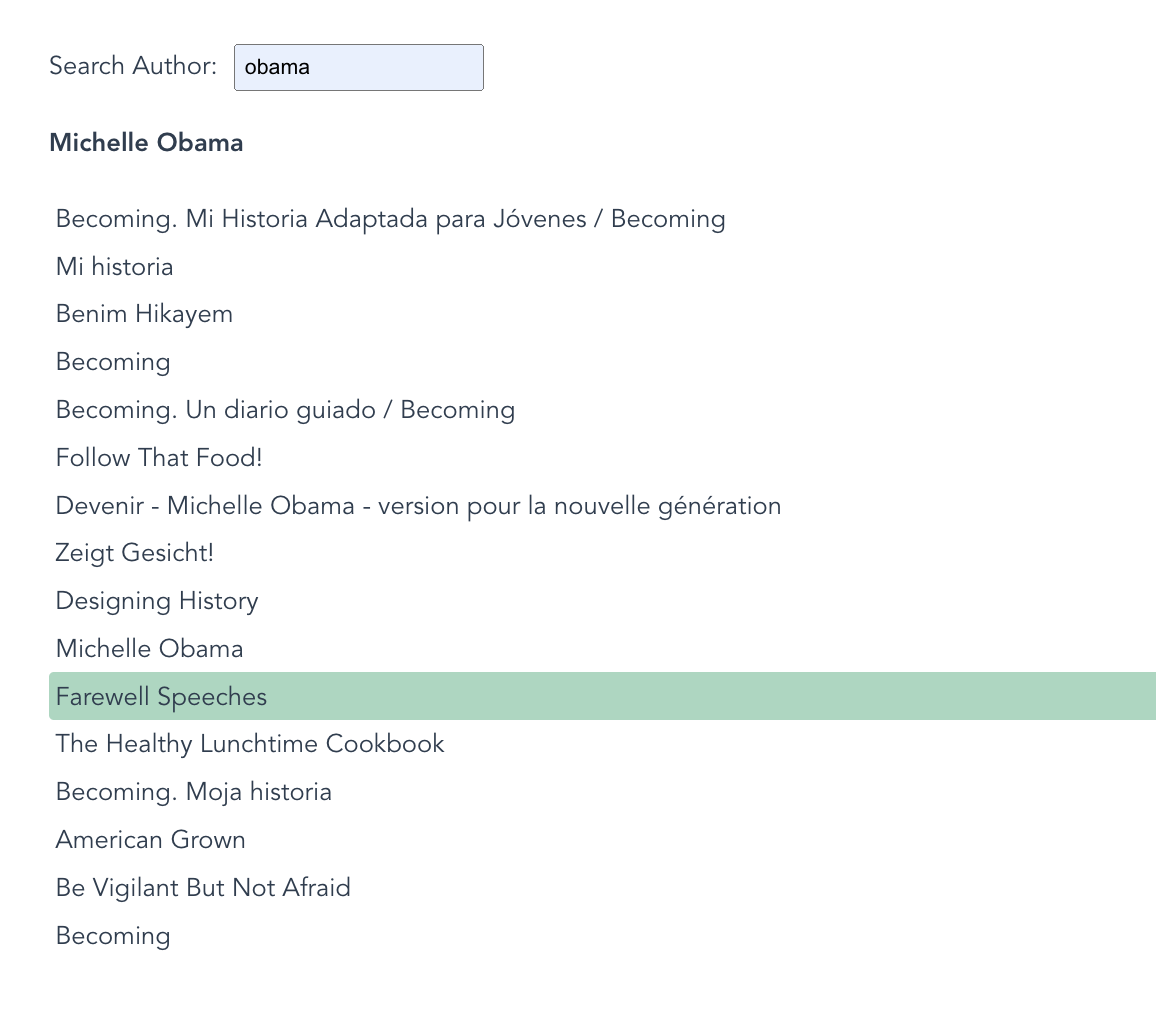 Search Author: obama
Michelle Obama
Becoming. Mi Historia Adaptada para Jóvenes / Becoming
Mi historia
Benim Hikayem
Becoming
Becoming. Un diario guiado / Becoming
Follow That Food!
Devenir - Michelle Obama - version pour la nouvelle génération
Zeigt Gesicht!
Designing History
Michelle Obama
Farewell Speeches
The Healthy Lunchtime Cookbook
Becoming. Moja historia
American Grown
Be Vigilant But Not Afraid
Becoming